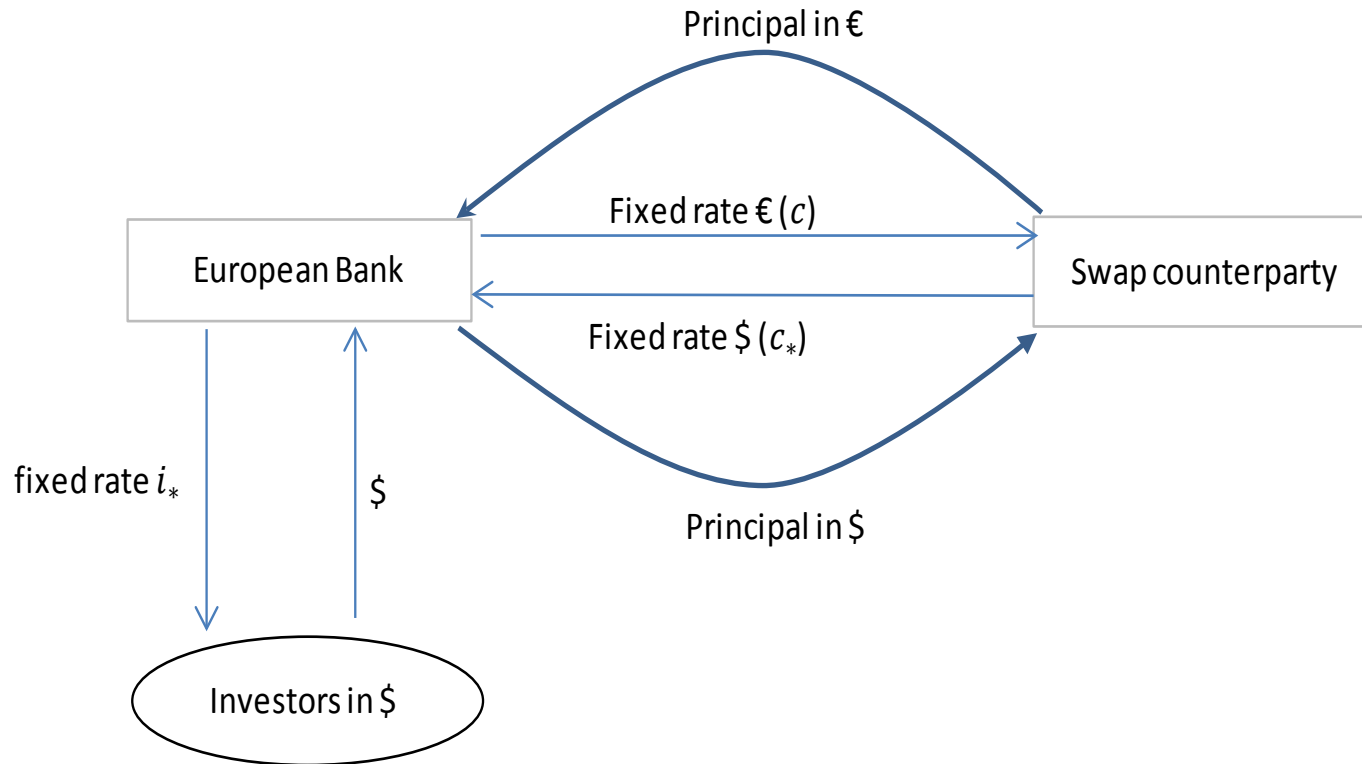 Principal in €
Fixed rate € (c)
European Bank
Swap counterparty
Fixed rate $ (c*)
fixed rate i*
$
Principal in $
Investors in $